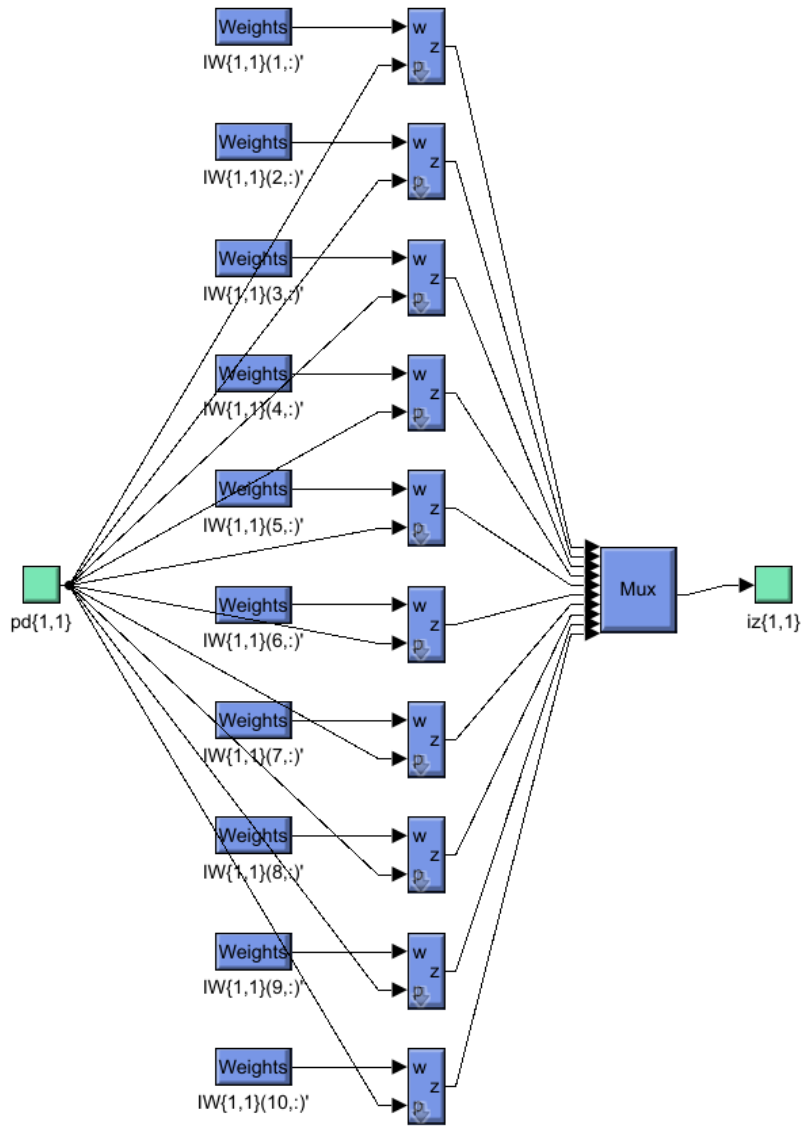 Weights
w
z
p
IW{1,1}(1,:)'
Weights
w
z
p
IW{1,1}(2,:)'
Weights
w
z
p
IW{1,1}(3,:)'
Weights
w
z
p
IW{1,1}(4,:)'
Weights
w
z
p
IW{1,1}(5,:)'
pd{1,1}
Weights
w
z
p
IW{1,1}(6,:)'
Mux
iz{1,1}
Weights
w
z
p
IW{1,1}(7,:)'
Weights
w
z
p
IW{1,1}(8,:)'
Weights
w
z
p
IW{1,1}(9,:)'
Weights
w
z
p
IW{1,1}(10,:)'